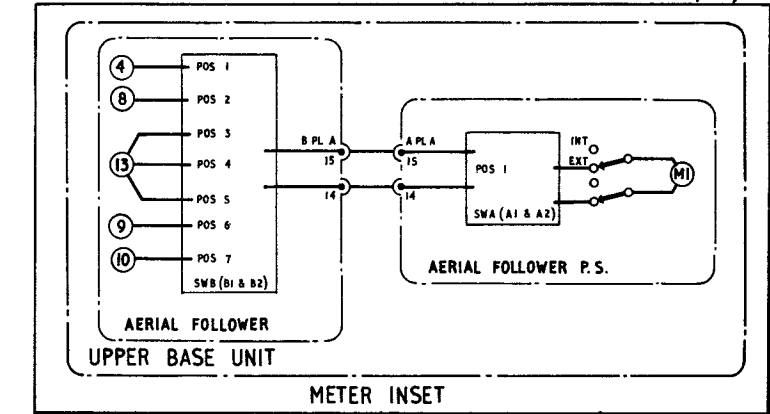 4 POS 1
8 POS 2
POS 3
13 POS 4
POS 5
9 POS 6
10 POS 7
SWB (B1 & B2)
B PL A
15
14
A PL A
15
14
POS 1
SWA (A1 & A2)
INT
EXT
M1
AERIAL FOLLOWER P.S.
AERIAL FOLLOWER
UPPER BASE UNIT
METER INSET